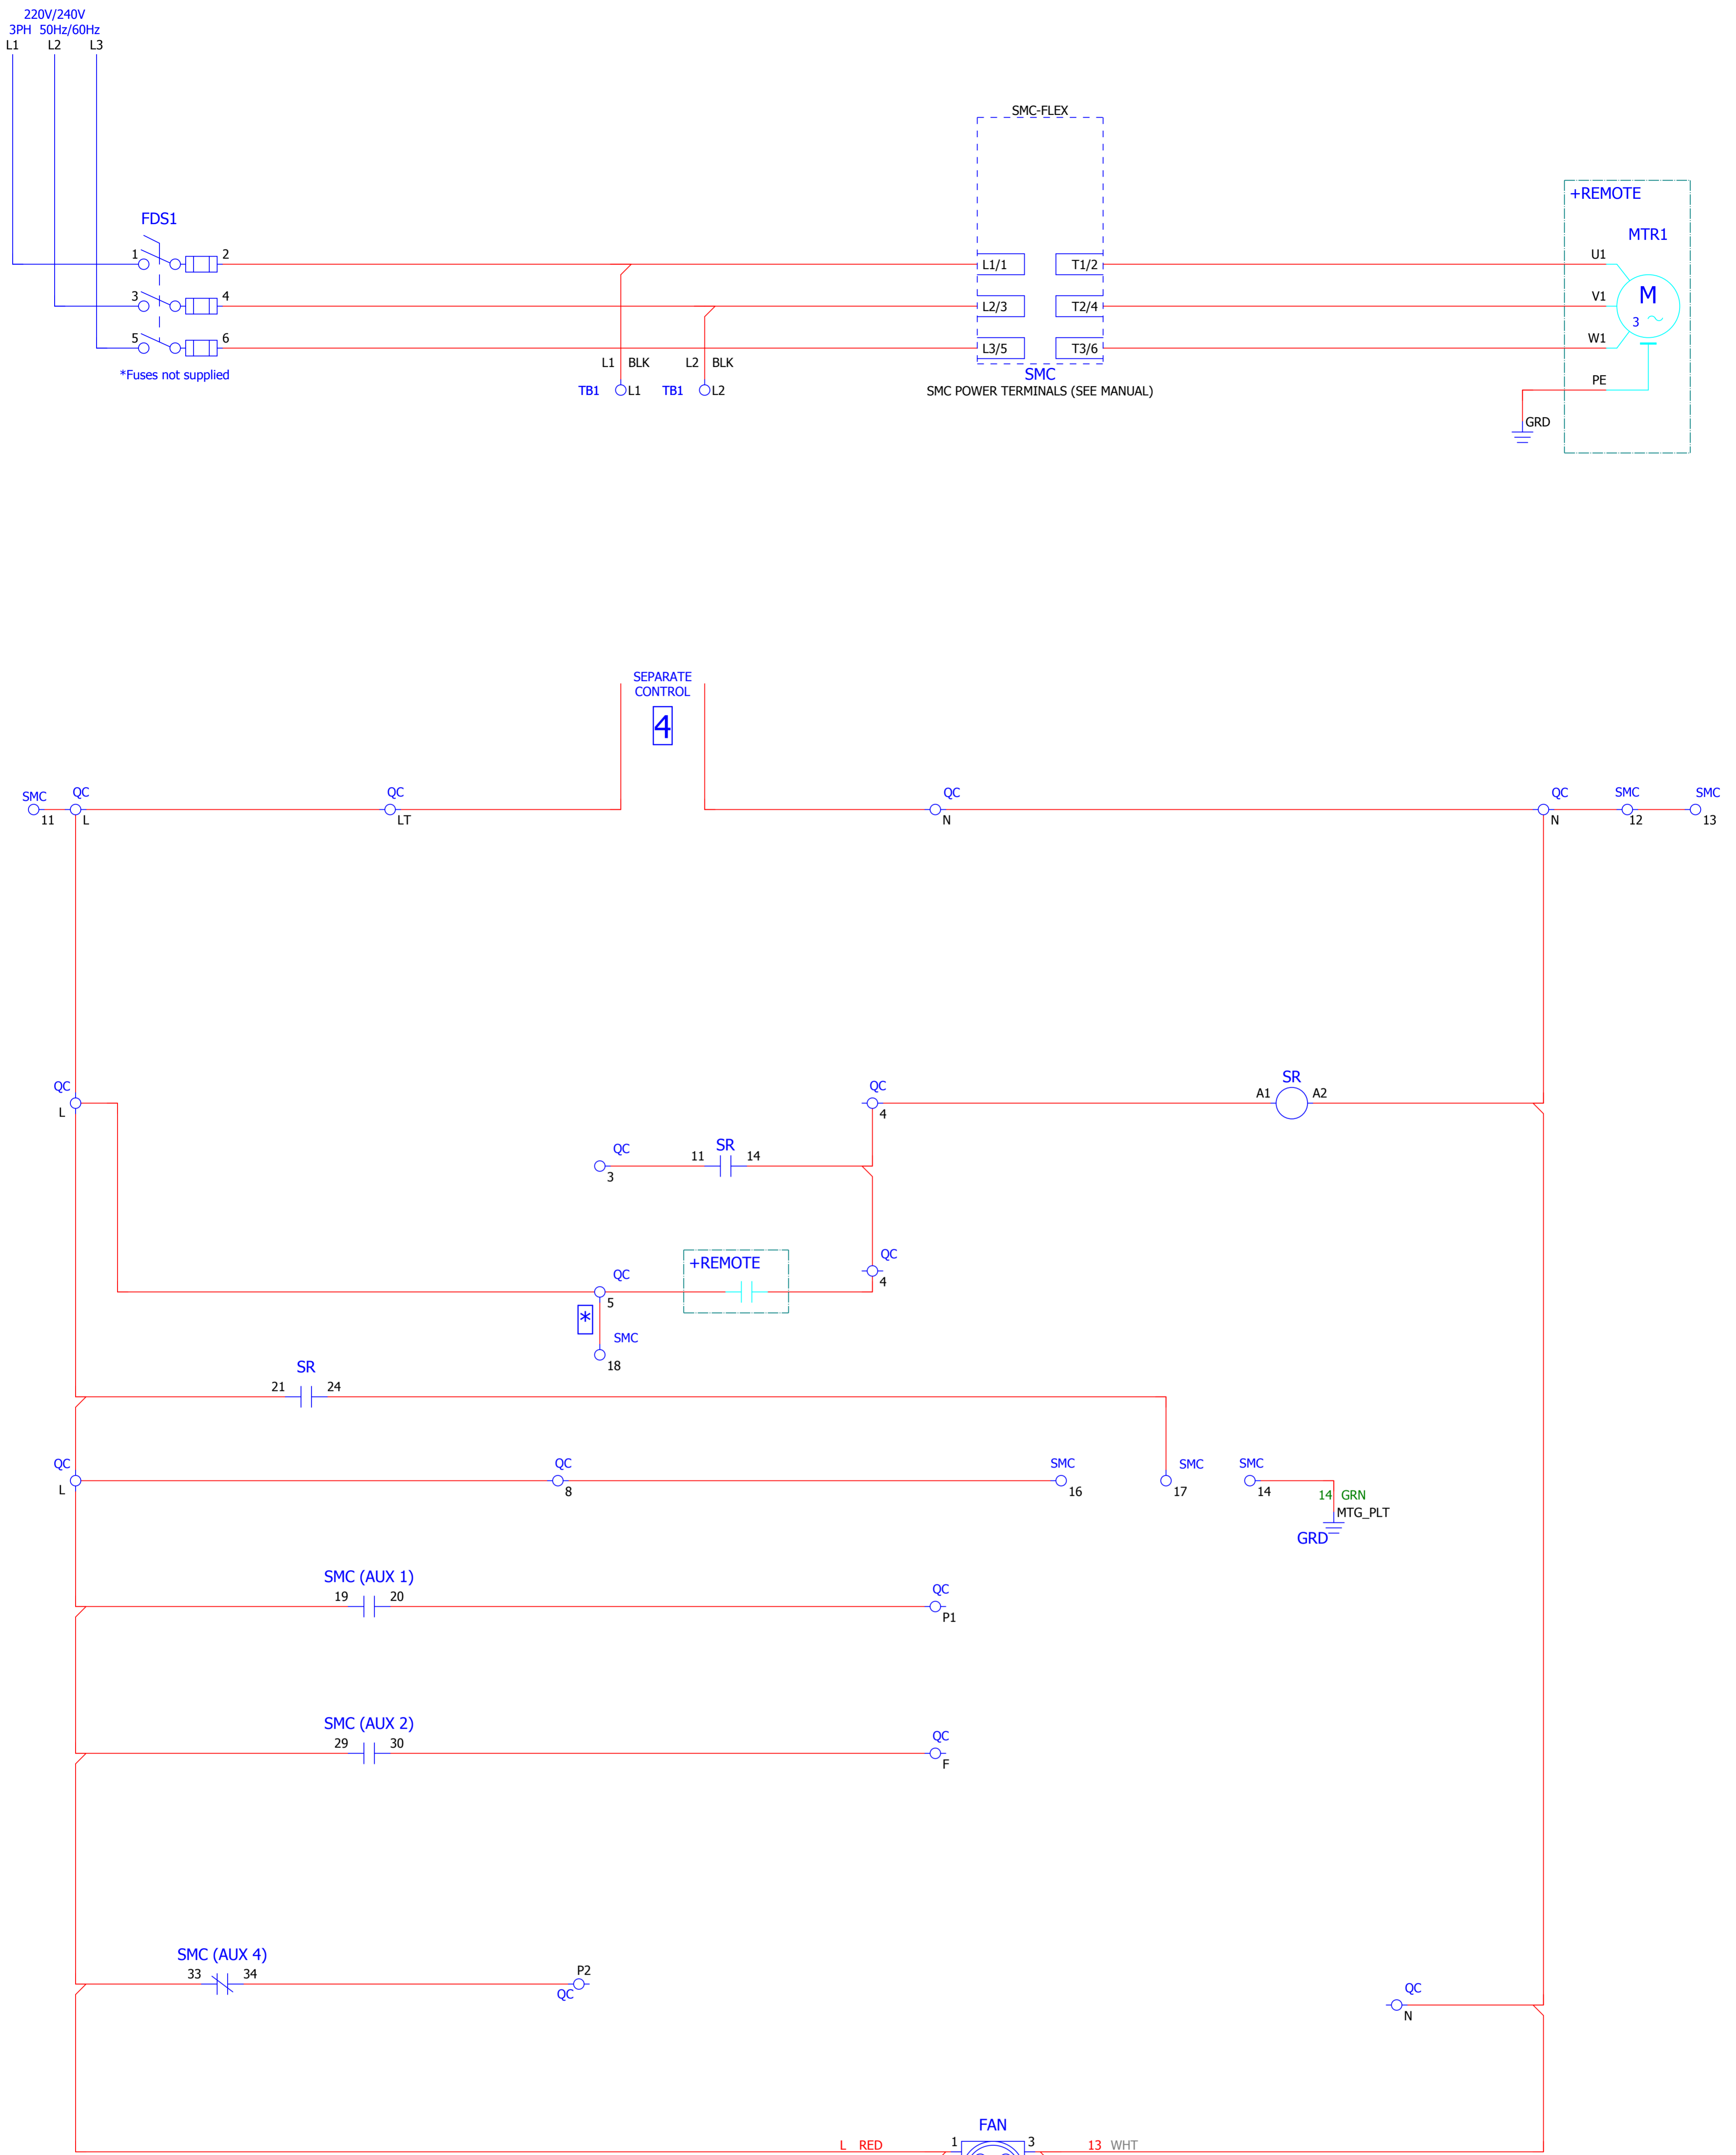 220V/240V
3PH 50Hz/60Hz
L1 L2 L3
SMC-FLEX
+REMOTE
FDS1
MTR1
1 2 L1/1 T1/2 U1
3 4 L2/3 T2/4 V1 M
3
5 6 L3/5 T3/6 W1
*Fuses not supplied
L1 BLK L2 BLK
SMC
PE
TB1 L1 TB1 L2
SMC POWER TERMINALS (SEE MANUAL)
GRD
SEPARATE
CONTROL
4
SMC QC QC QC QC SMC SMC
11 L LT N N 12 13
QC QC SR
L 4 A1 A2
QC SR
3 11 14
QC +REMOTE QC
5 4
*
SMC
18
SR
21 24
QC QC SMC SMC SMC
L 8 16 17 14
14 GRN
MTG_PLT
GRD
SMC (AUX 1)
19 20 QC
P1
SMC (AUX 2)
29 30 QC
F
SMC (AUX 4)
33 34 P2
QC
QC
N
FAN
L RED 1 3 13 WHT